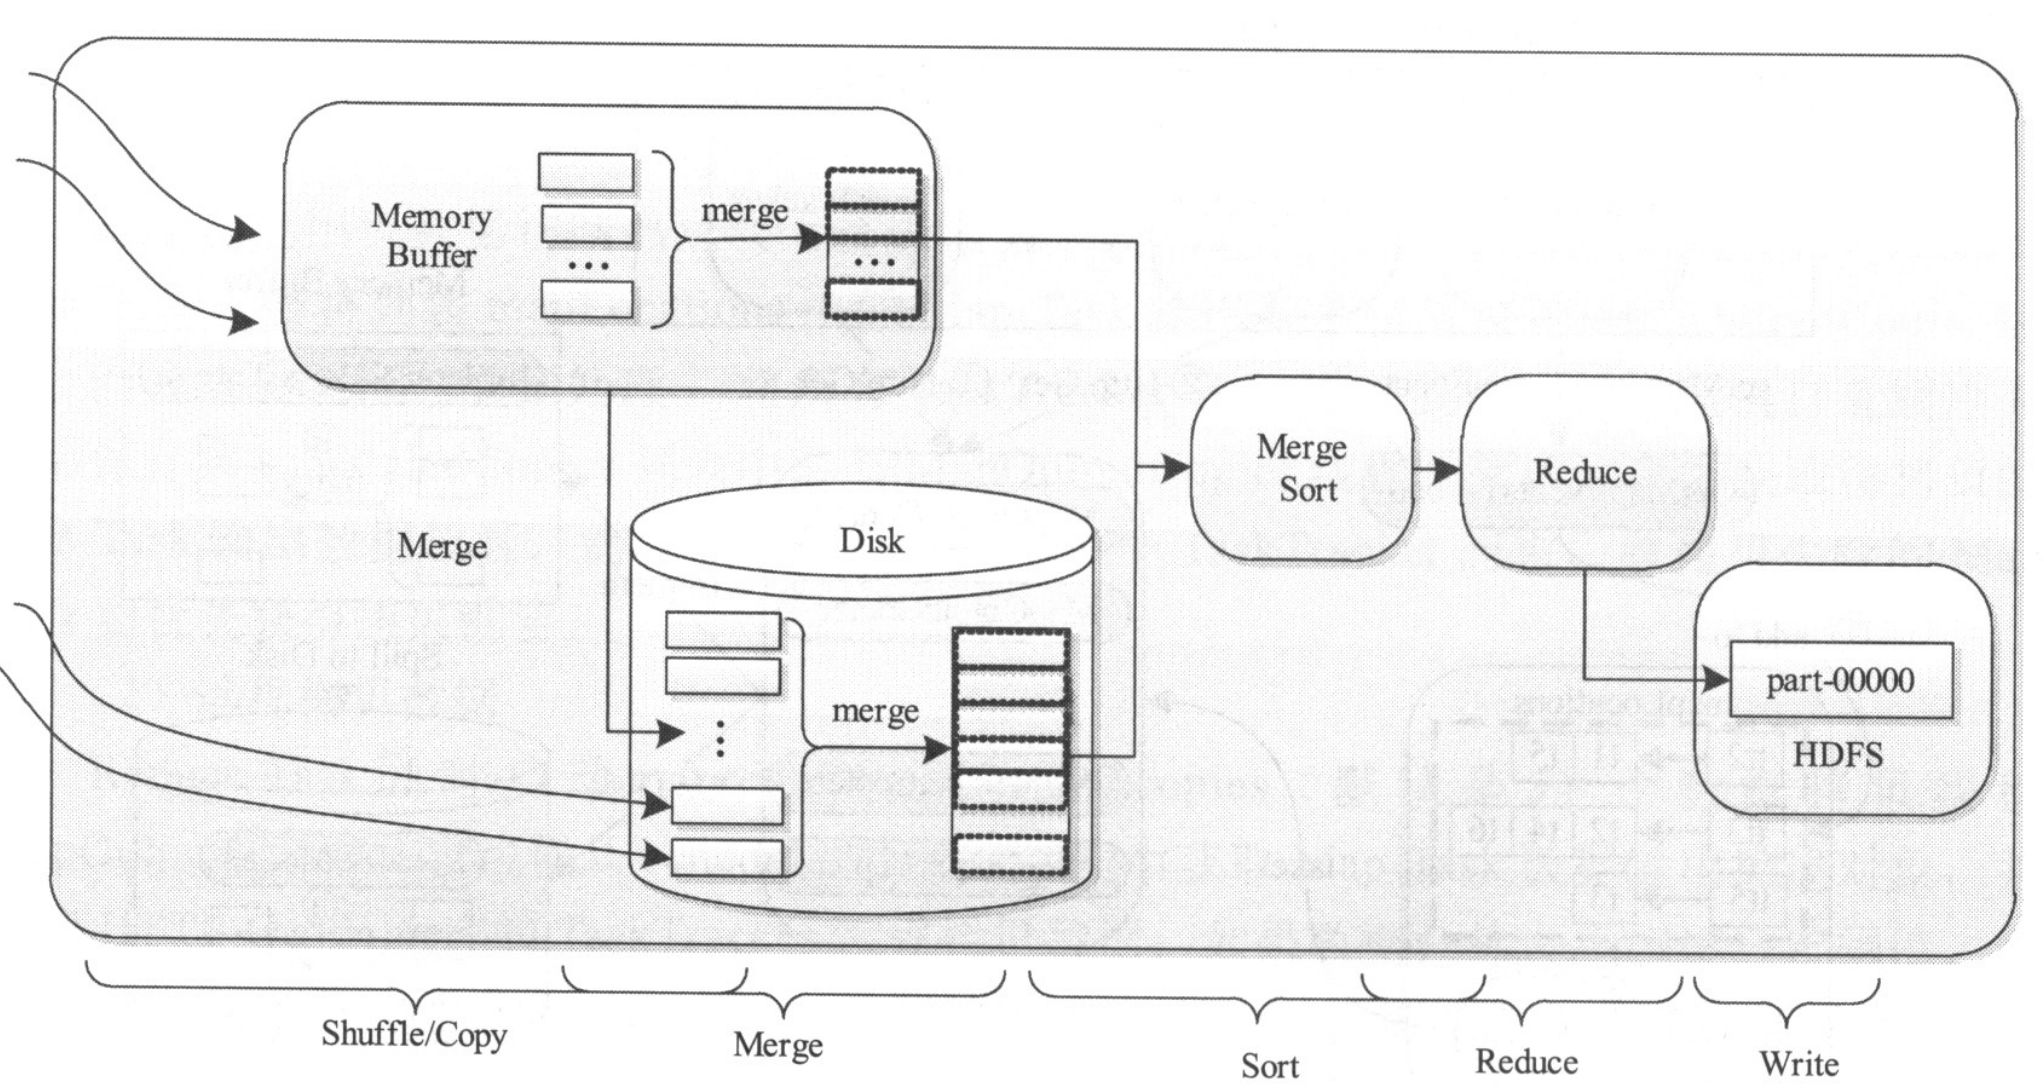 Memory
Buffer
merge
...
...
Merge
Sort
Reduce
Merge
Disk
merge
...
part-00000
HDFS
Shuffle/Copy
Merge
Sort
Reduce
Write